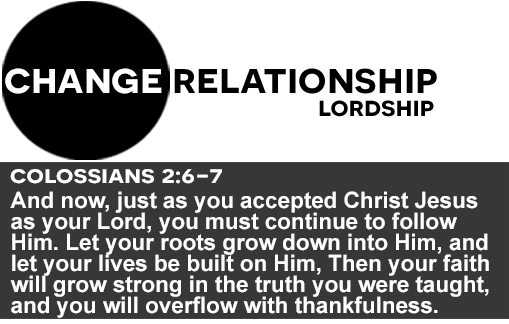 CHANGE RELATIONSHIP
LORDSHIP
COLOSSIANS 2:6–7
And now, just as you accepted Christ Jesus
as your Lord, you must continue to follow
Him. Let your roots grow down into Him, and
let your lives be built on Him, Then your faith
will grow strong in the truth you were taught,
and you will overflow with thankfulness.